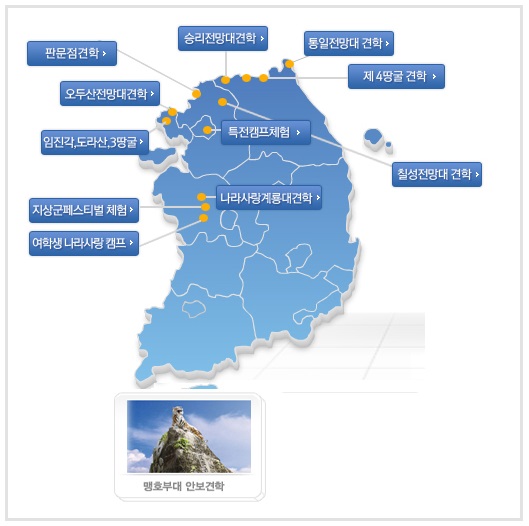 승리전망대견학
통일전망대 견학
판문점견학
제 4땅굴 견학
오두산전망대견학
특전캠프체험
임진각,도라산,3땅굴
칠성전망대 견학
나라사랑계룡대견학
지상군페스티벌 체험
여학생 나라사랑 캠프
맹호부대 안보견학